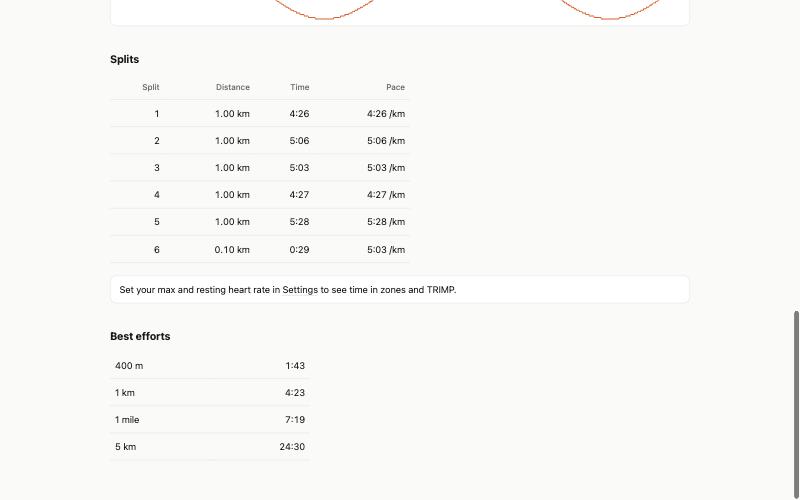 Splits
Split Distance Time Pace
1 1.00 km 4:26 4:26 /km
2 1.00 km 5:06 5:06 /km
3 1.00 km 5:03 5:03 /km
4 1.00 km 4:27 4:27 /km
5 1.00 km 5:28 5:28 /km
6 0.10 km 0:29 5:03 /km
Set your max and resting heart rate in Settings to see time in zones and TRIMP.
Best efforts
400 m 1:43
1 km 4:23
1 mile 7:19
5 km 24:30